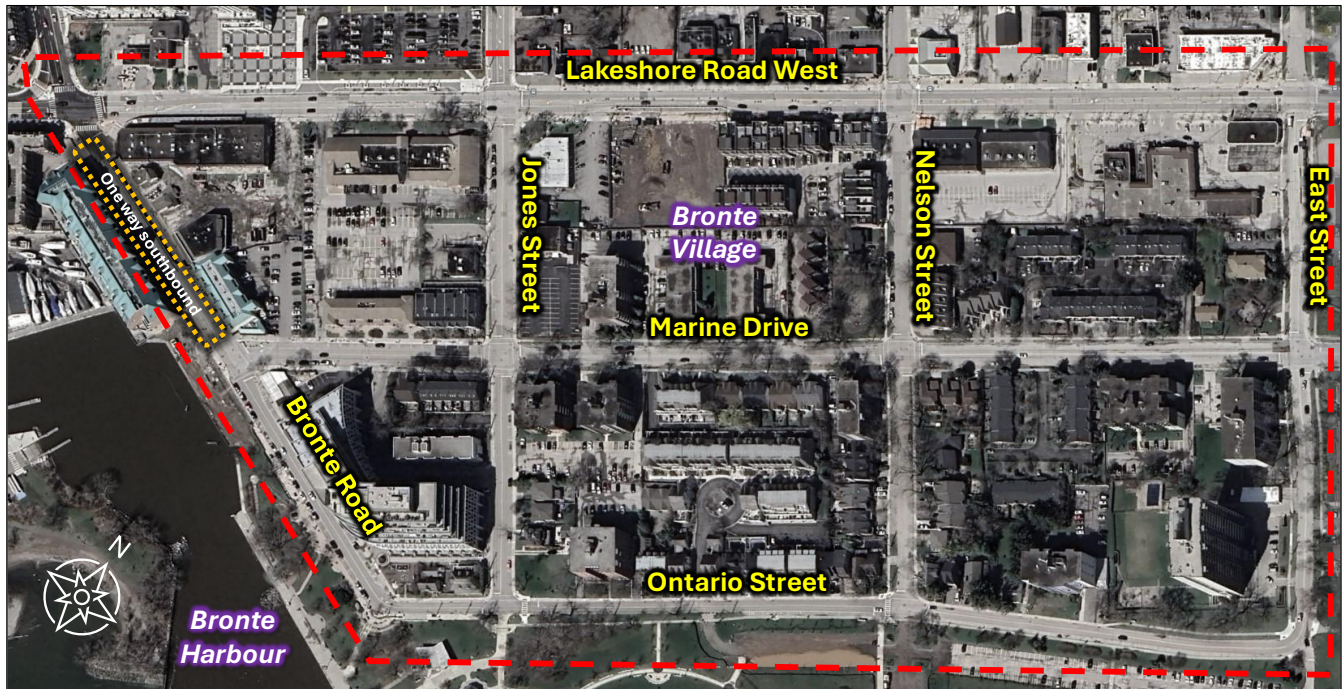 Lakeshore Road West
One way southbound
Jones Street
Nelson Street
East Street
Bronte
Village
Marine Drive
Bronte Road
N
Ontario Street
Bronte
Harbour